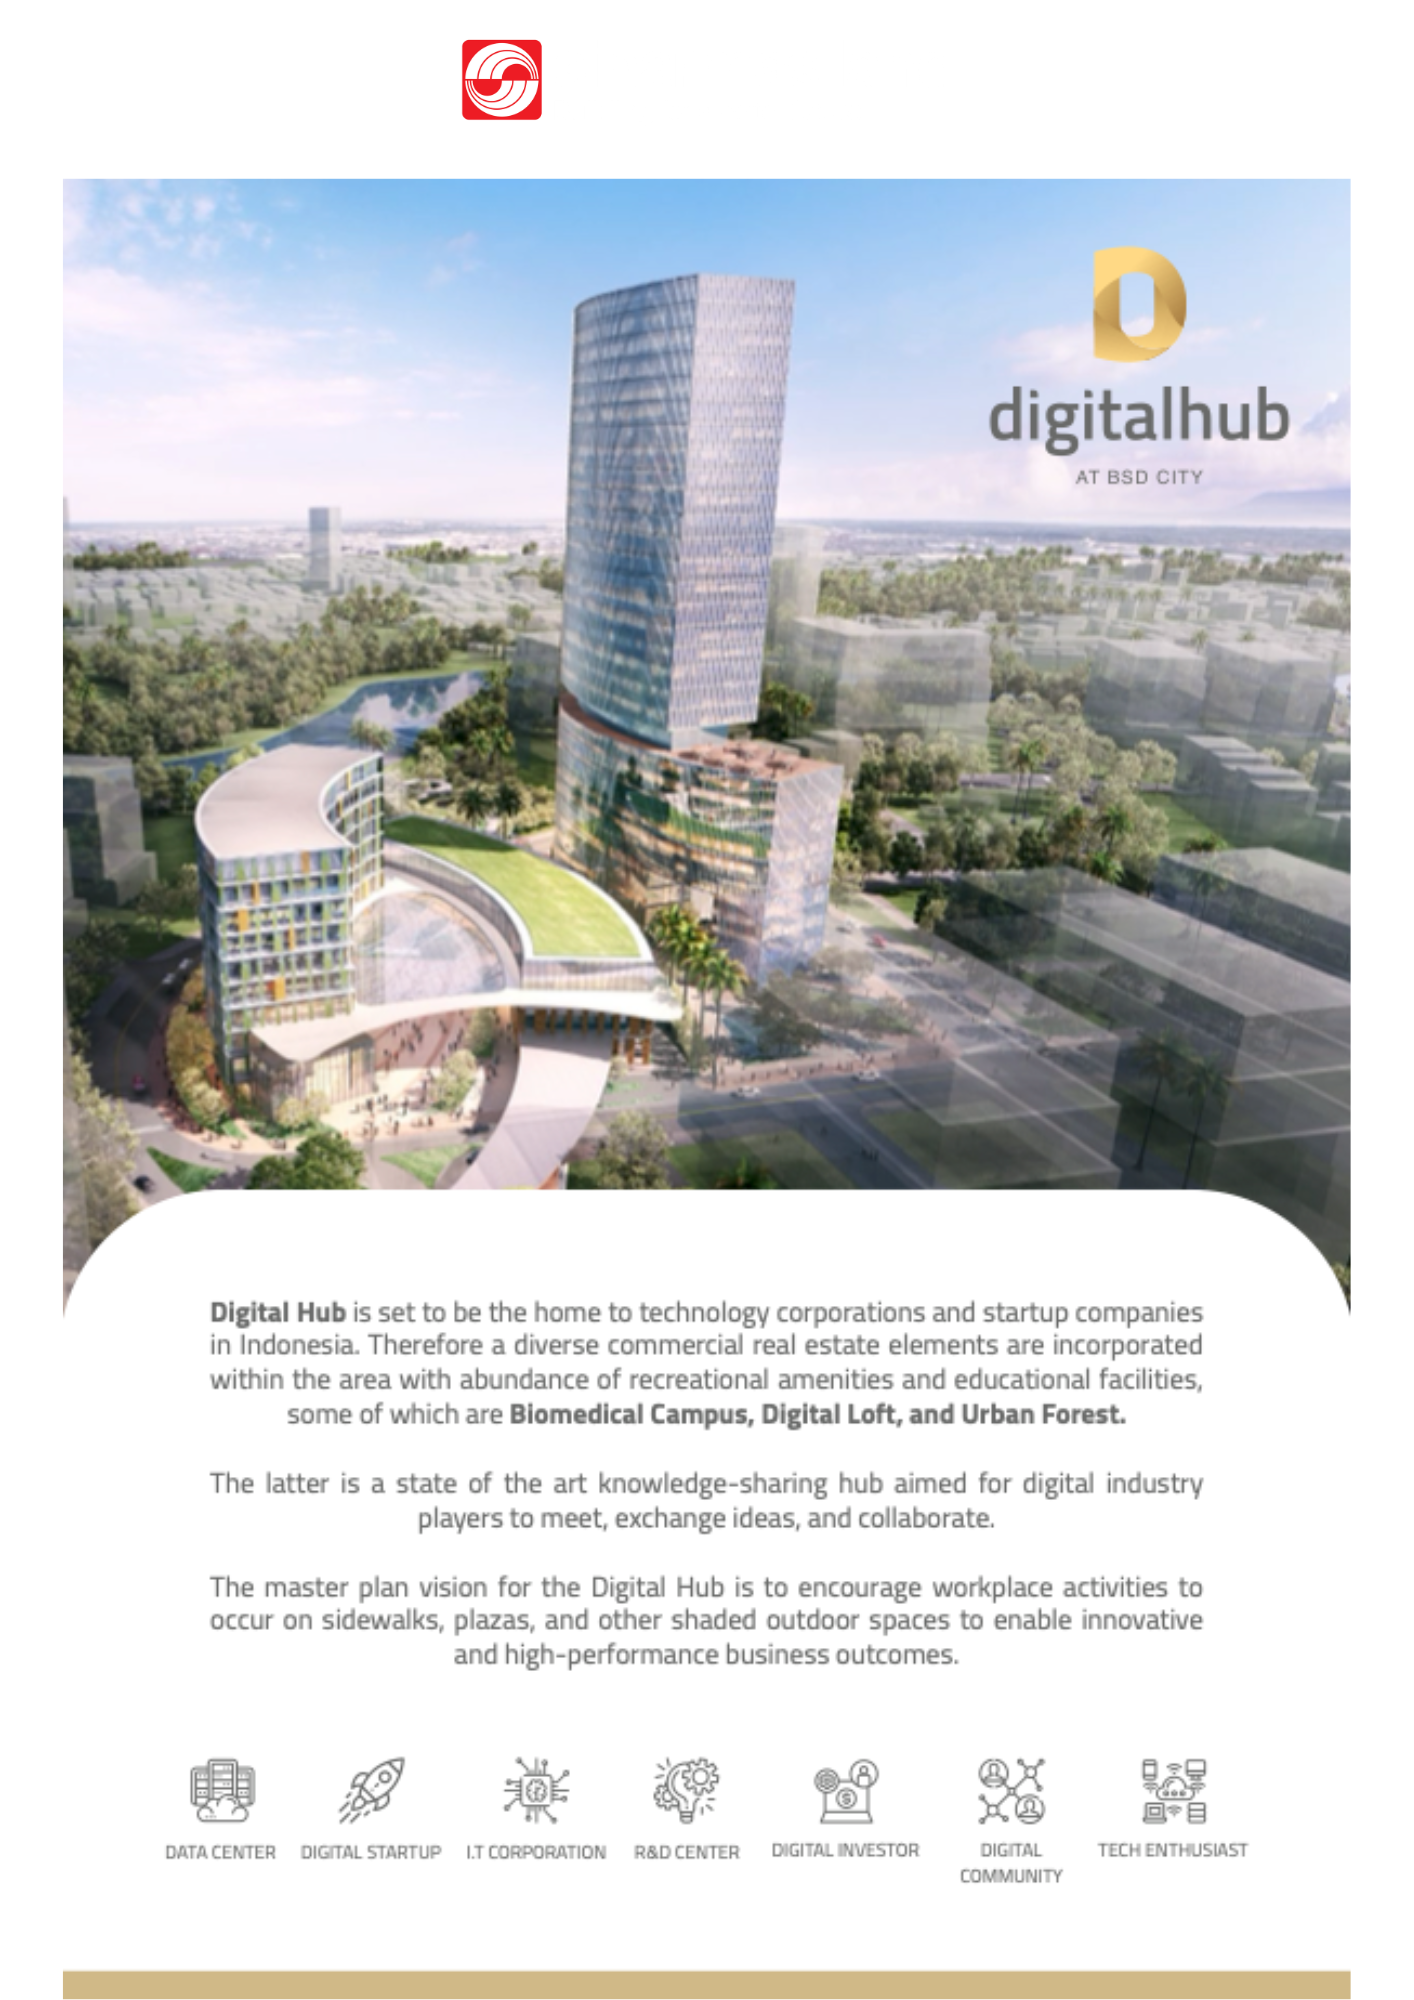 digitalhub
AT BSD CITY
Digital Hub is set to be the home to technology corporations and startup companies
in Indonesia. Therefore a diverse commercial real estate elements are incorporated
within the area with abundance of recreational amenities and educational facilities,
some of which are Biomedical Campus, Digital Loft, and Urban Forest.
The latter is a state of the art knowledge-sharing hub aimed for digital industry
players to meet, exchange ideas, and collaborate.
The master plan vision for the Digital Hub is to encourage workplace activities to
occur on sidewalks, plazas, and other shaded outdoor spaces to enable innovative
and high-performance business outcomes.
DATA CENTER
DIGITAL STARTUP
I.T CORPORATION
R&D CENTER
DIGITAL INVESTOR
DIGITAL
COMMUNITY
TECH ENTHUSIAST